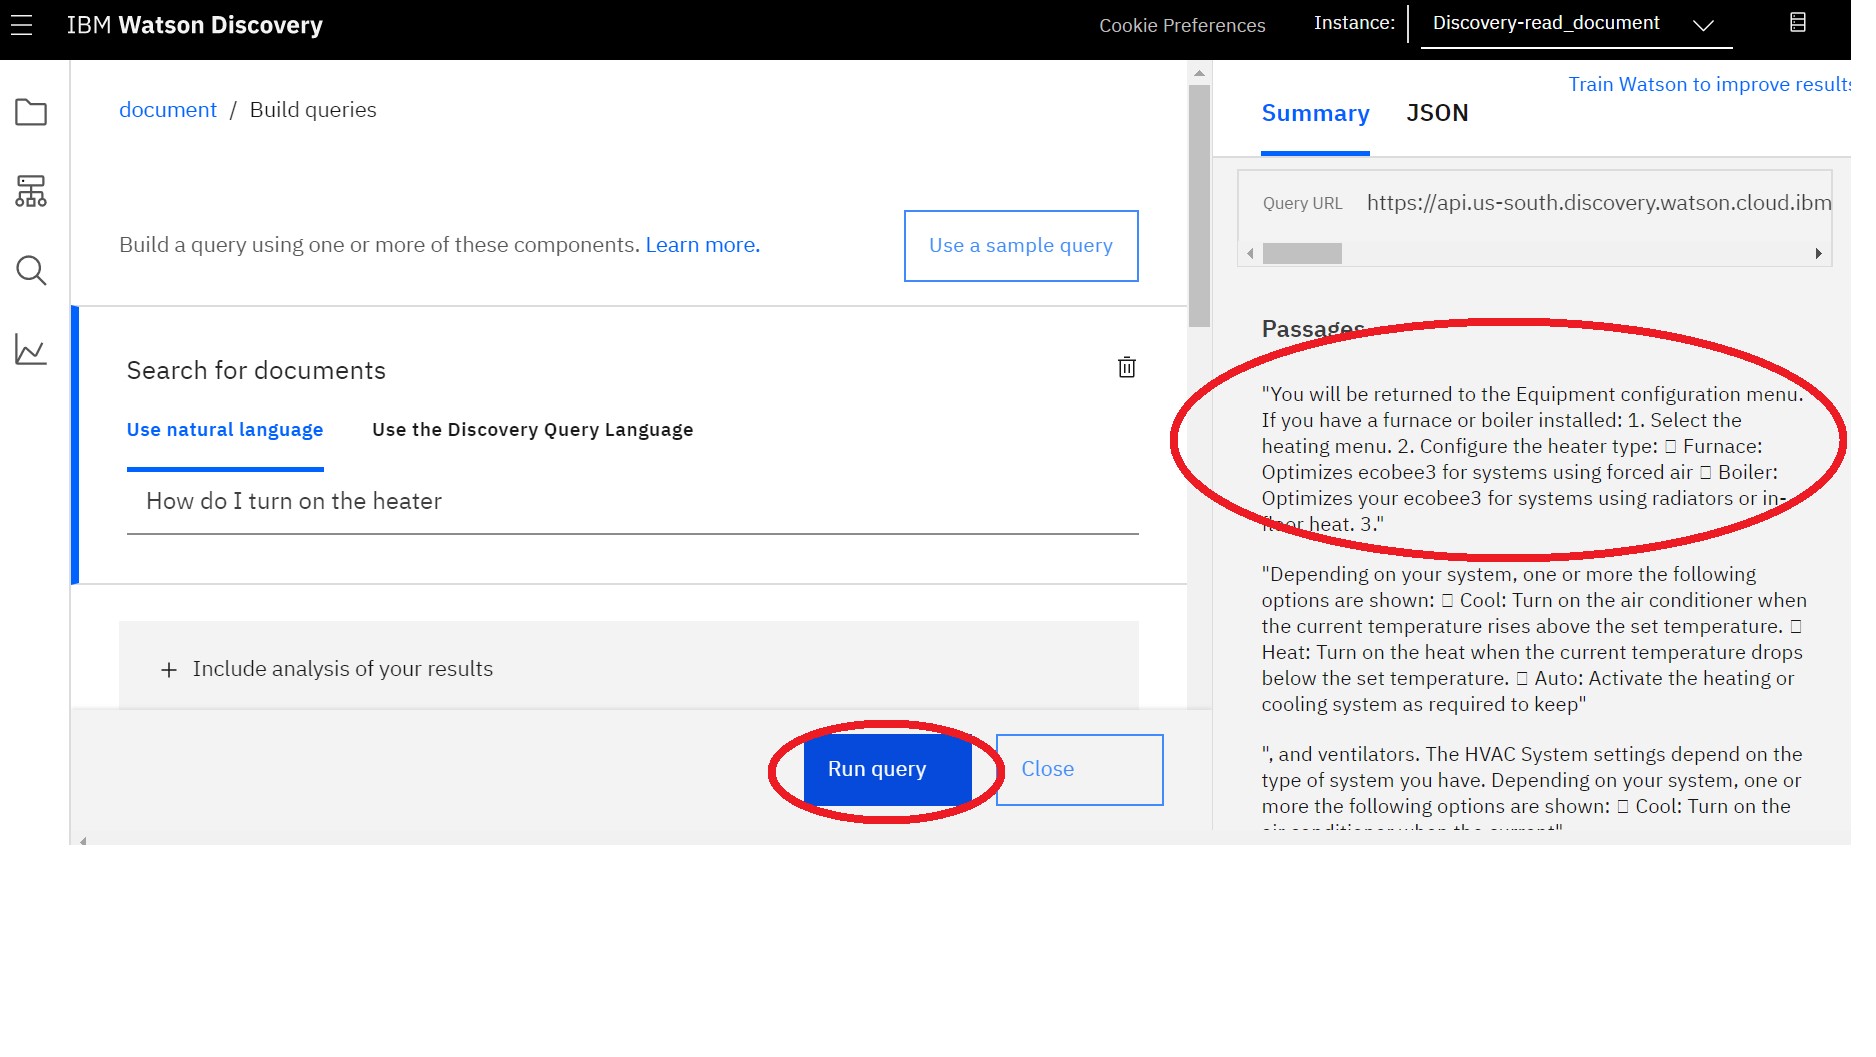 IBM Watson Discovery
Cookie Preferences
Instance:
Discovery-read_document
document / Build queries
Build a query using one or more of these components. Learn more.
Use a sample query
Search for documents
Use natural language
Use the Discovery Query Language
How do I turn on the heater
+ Include analysis of your results
Run query
Close
Train Watson to improve results
Summary
JSON
Query URL
https://api.us-south.discovery.watson.cloud.ibm
Passages
"You will be returned to the Equipment configuration menu.
If you have a furnace or boiler installed: 1. Select the
heating menu. 2. Configure the heater type: ▯ Furnace:
Optimizes ecobee3 for systems using forced air ▯ Boiler:
Optimizes your ecobee3 for systems using radiators or in-
floor heat. 3."
"Depending on your system, one or more the following
options are shown: ▯ Cool: Turn on the air conditioner when
the current temperature rises above the set temperature. ▯
Heat: Turn on the heat when the current temperature drops
below the set temperature. ▯ Auto: Activate the heating or
cooling system as required to keep"
", and ventilators. The HVAC System settings depend on the
type of system you have. Depending on your system, one or
more the following options are shown: ▯ Cool: Turn on the
air conditioner when the current"